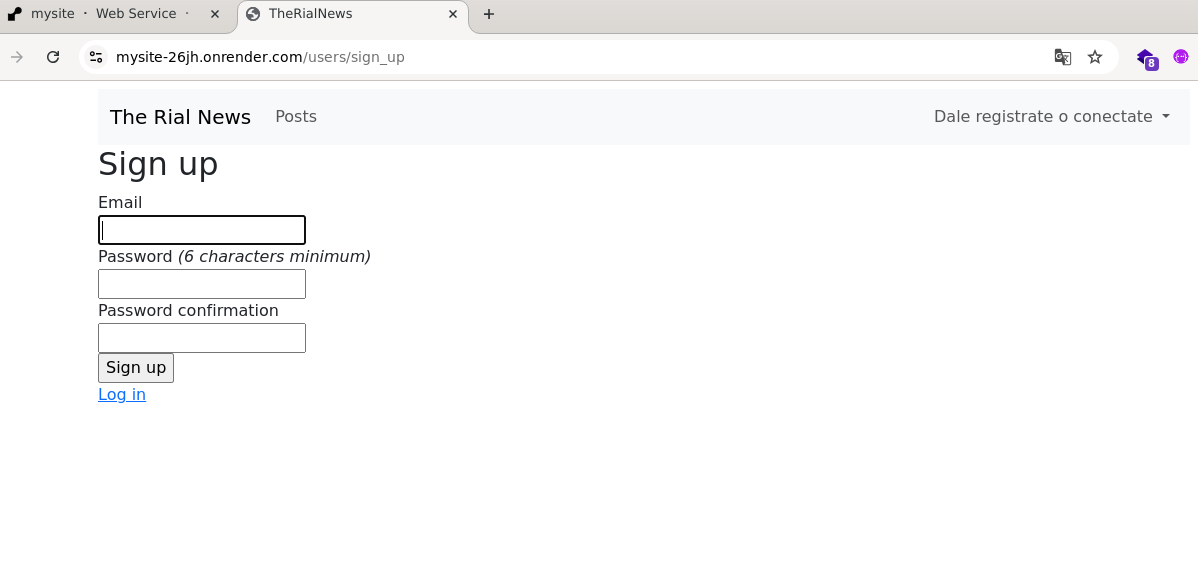 mysite · Web Service ·
TheRialNews
mysite-26jh.onrender.com/users/sign_up
8
The Rial News
Posts
Dale registrate o conectate
Sign up
Email
Password (6 characters minimum)
Password confirmation
Sign up
Log in